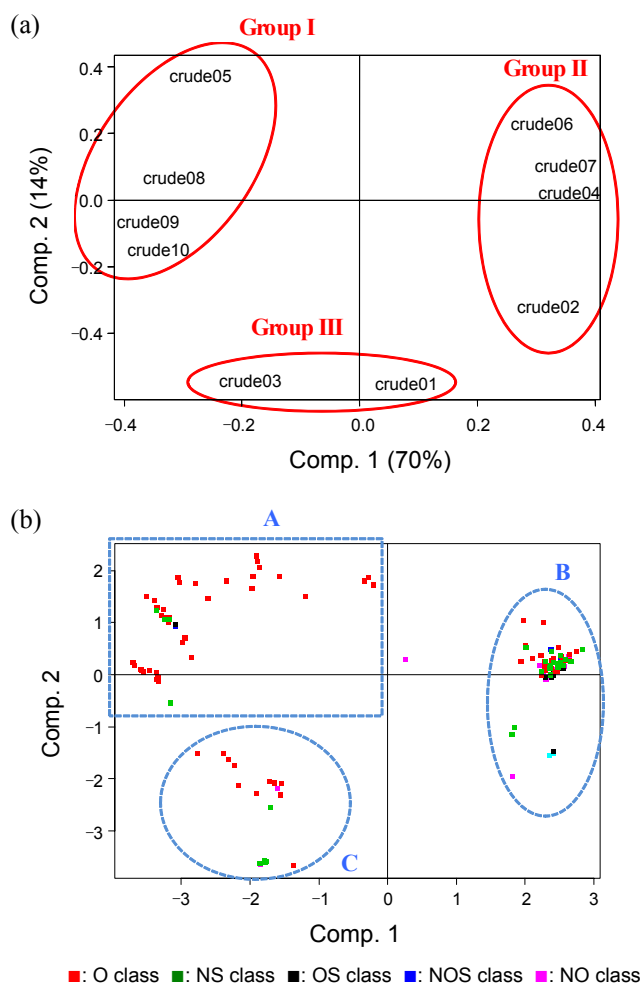 (a)
Group I
Group II
Group III
crude05
crude06
crude08
crude07
crude04
crude09
crude10
crude02
crude03
crude01
0.4
0.2
0.0
−0.2
−0.4
Comp. 2 (14%)
−0.4
−0.2
0.0
0.2
0.4
Comp. 1 (70%)
(b)
A
B
C
2
1
0
−1
−2
−3
Comp. 2
−3
−2
−1
0
1
2
3
Comp. 1
■: O class ■: NS class ■: OS class ■: NOS class ■: NO class